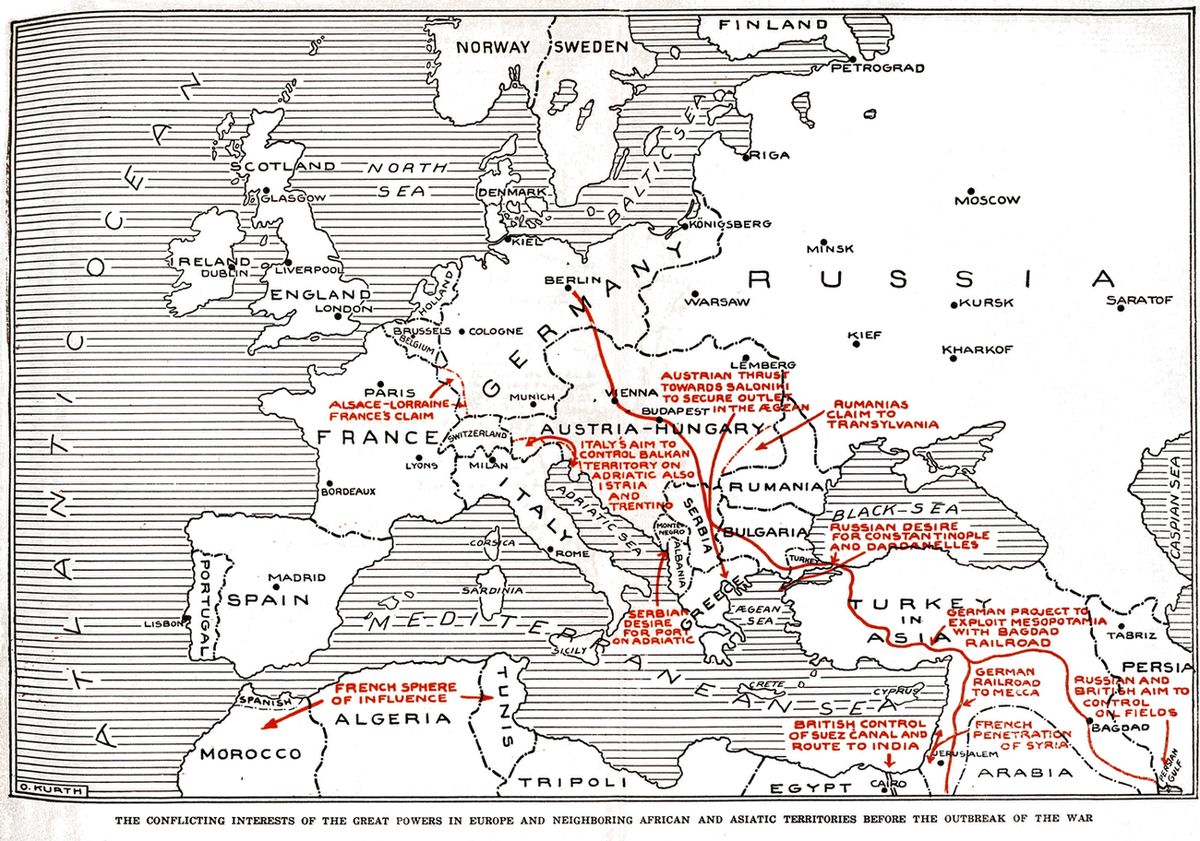 NORWAY
SWEDEN
FINLAND
PETROGRAD
ATLANTIC OCEAN
SCOTLAND
GLASGOW
NORTH
SEA
BALTIC SEA
RIGA
MOSCOW
DENMARK
KIEL
KÖNIGSBERG
MINSK
IRELAND
DUBLIN
LIVERPOOL
ENGLAND
LONDON
HOLLAND
BERLIN
GERMANY
WARSAW
RUSSIA
KURSK
SARATOF
BRUSSELS
BELGIUM
COLOGNE
KIEF
KHARKOF
LEMBERG
PARIS
ALSACE-LORRAINE
FRANCE'S CLAIM
MUNICH
VIENNA
BUDAPEST
AUSTRIAN THRUST
TOWARDS SALONIKI
TO SECURE OUTLET
IN THE ÆGEAN
RUMANIAS
CLAIM TO
TRANSYLVANIA
FRANCE
SWITZERLAND
AUSTRIA-HUNGARY
LYONS
MILAN
ITALY
ITALY'S AIM TO
CONTROL BALKAN
TERRITORY ON
ADRIATIC ALSO
ISTRIA
AND
TRENTINO
BORDEAUX
ADRIATIC SEA
SERBIA
RUMANIA
BLACK-SEA
CASPIAN SEA
MONTE-
NEGRO
ALBANIA
BULGARIA
TURKEY
RUSSIAN DESIRE
FOR CONSTANTINOPLE
AND DARDANELLES
CORSICA
ROME
SARDINIA
PORTUGAL
MADRID
SPAIN
LISBON
MEDITERRANEAN SEA
SICILY
SERBIAN
DESIRE
FOR PORT
ON ADRIATIC
GREECE
ÆGEAN
SEA
TURKEY
IN
ASIA
GERMAN PROJECT TO
EXPLOIT MESOPOTAMIA
WITH BAGDAD
RAILROAD
TABRIZ
PERSIA
CRETE
CYPRUS
GERMAN
RAILROAD
TO MECCA
RUSSIAN AND
BRITISH AIM TO
CONTROL
OIL FIELDS
BAGDAD
SPANISH
FRENCH SPHERE
OF INFLUENCE
ALGERIA
TUNIS
MOROCCO
TRIPOLI
BRITISH CONTROL
OF SUEZ CANAL AND
ROUTE TO INDIA
FRENCH
PENETRATION
OF SYRIA
JERUSALEM
EGYPT
CAIRO
ARABIA
PERSIAN
GULF
O. KURTH
THE CONFLICTING INTERESTS OF THE GREAT POWERS IN EUROPE AND NEIGHBORING AFRICAN AND ASIATIC TERRITORIES BEFORE THE OUTBREAK OF THE WAR